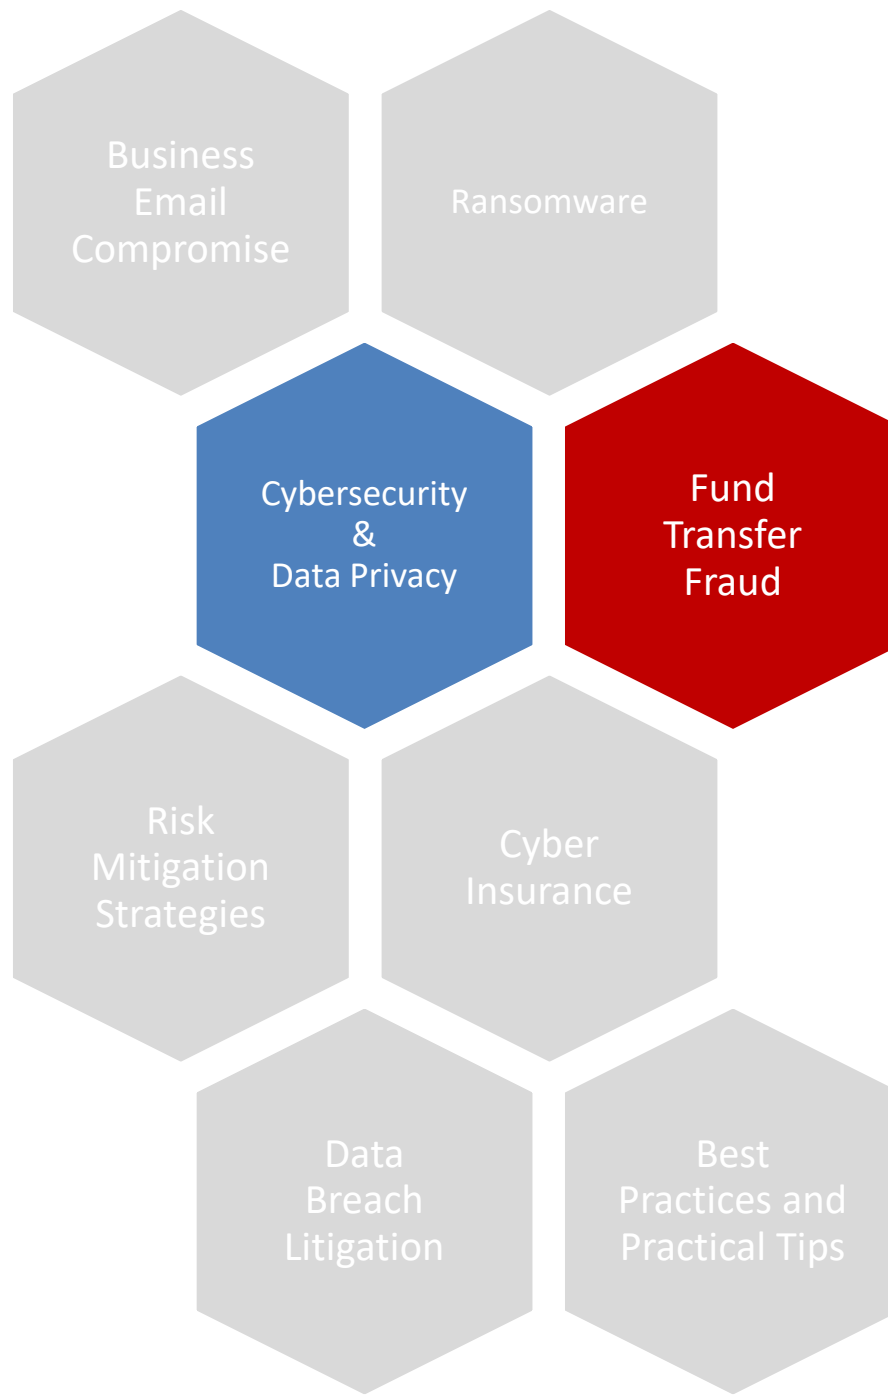 Business
Email
Compromise
Ransomware
Cybersecurity
&
Data Privacy
Fund
Transfer
Fraud
Risk
Mitigation
Strategies
Cyber
Insurance
Data
Breach
Litigation
Best
Practices and
Practical Tips